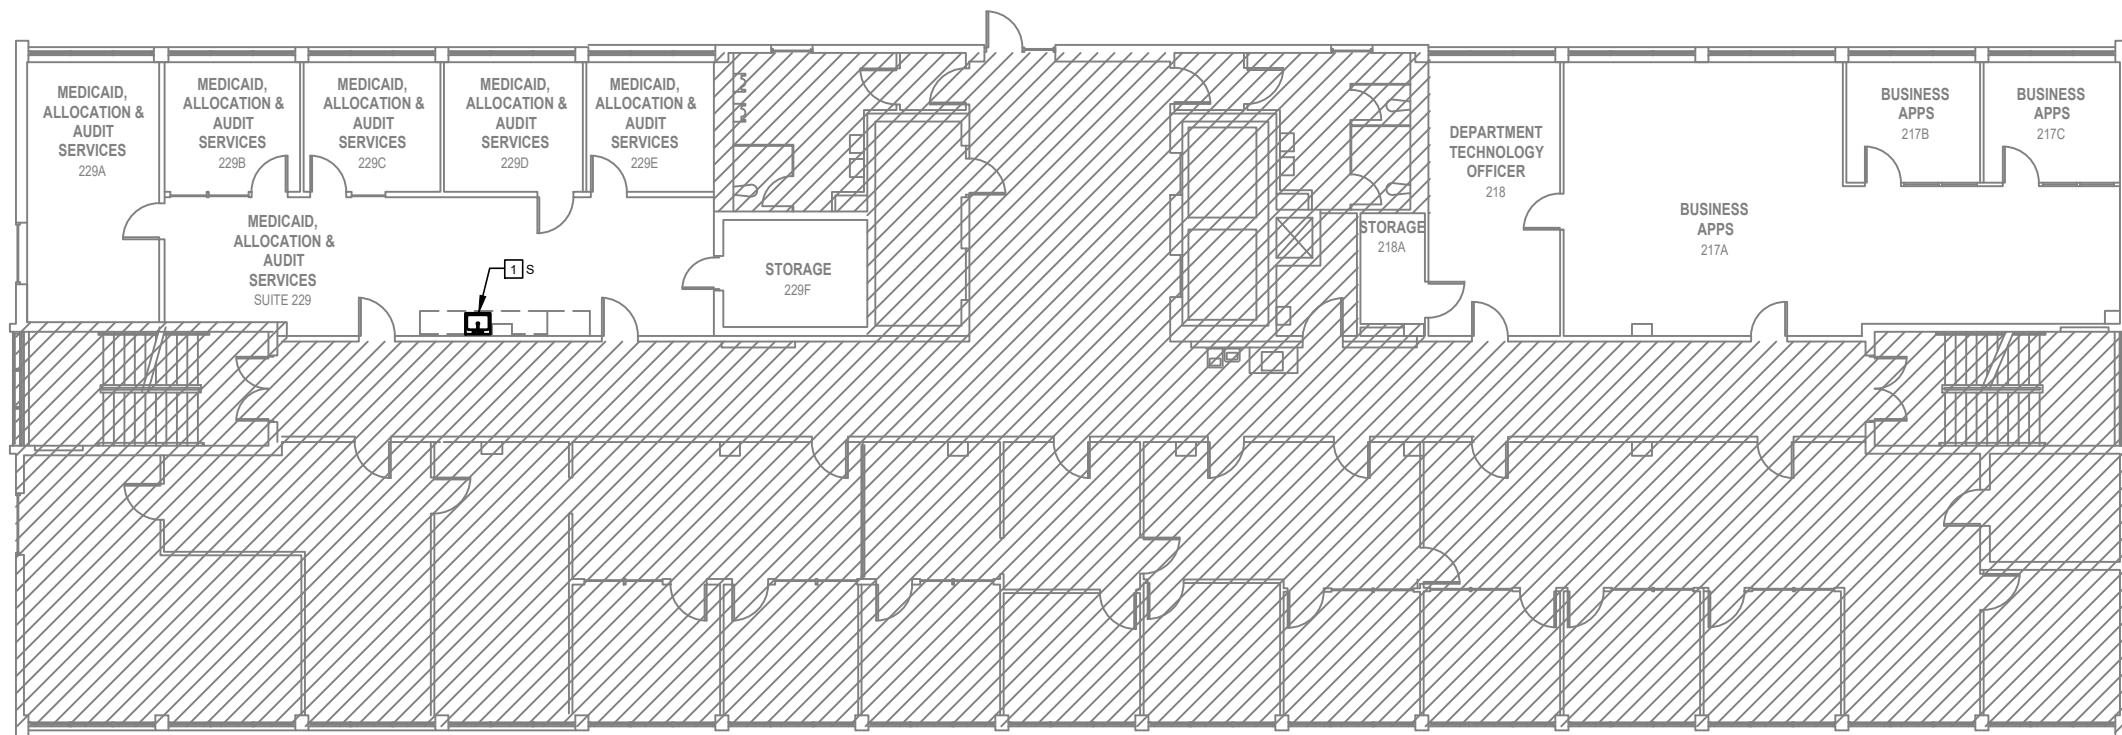 MEDICAID,
ALLOCATION &
AUDIT
SERVICES
229A
MEDICAID,
ALLOCATION &
AUDIT
SERVICES
229B
MEDICAID,
ALLOCATION &
AUDIT
SERVICES
229C
MEDICAID,
ALLOCATION &
AUDIT
SERVICES
229D
MEDICAID,
ALLOCATION &
AUDIT
SERVICES
229E
MEDICAID,
ALLOCATION &
AUDIT
SERVICES
SUITE 229
1 S
STORAGE
229F
STORAGE
218A
DEPARTMENT
TECHNOLOGY
OFFICER
218
BUSINESS
APPS
217A
BUSINESS
APPS
217B
BUSINESS
APPS
217C